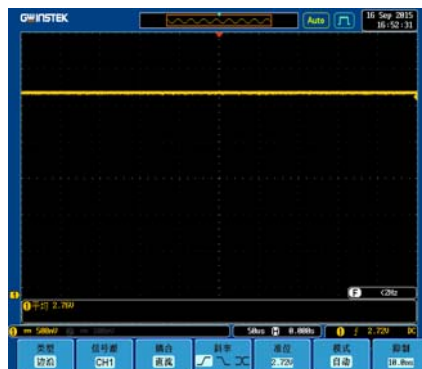 GWINSTEK
Auto
16 Sep 2015
16:52:31
F <2Hz
1 平均 2.76V
1 == 500mV
50us H 0.000s
1 2.72V DC
类型
边沿
信号源
CH1
耦合
直流
斜率
准位
2.72V
模式
自动
抑制
10.0ns